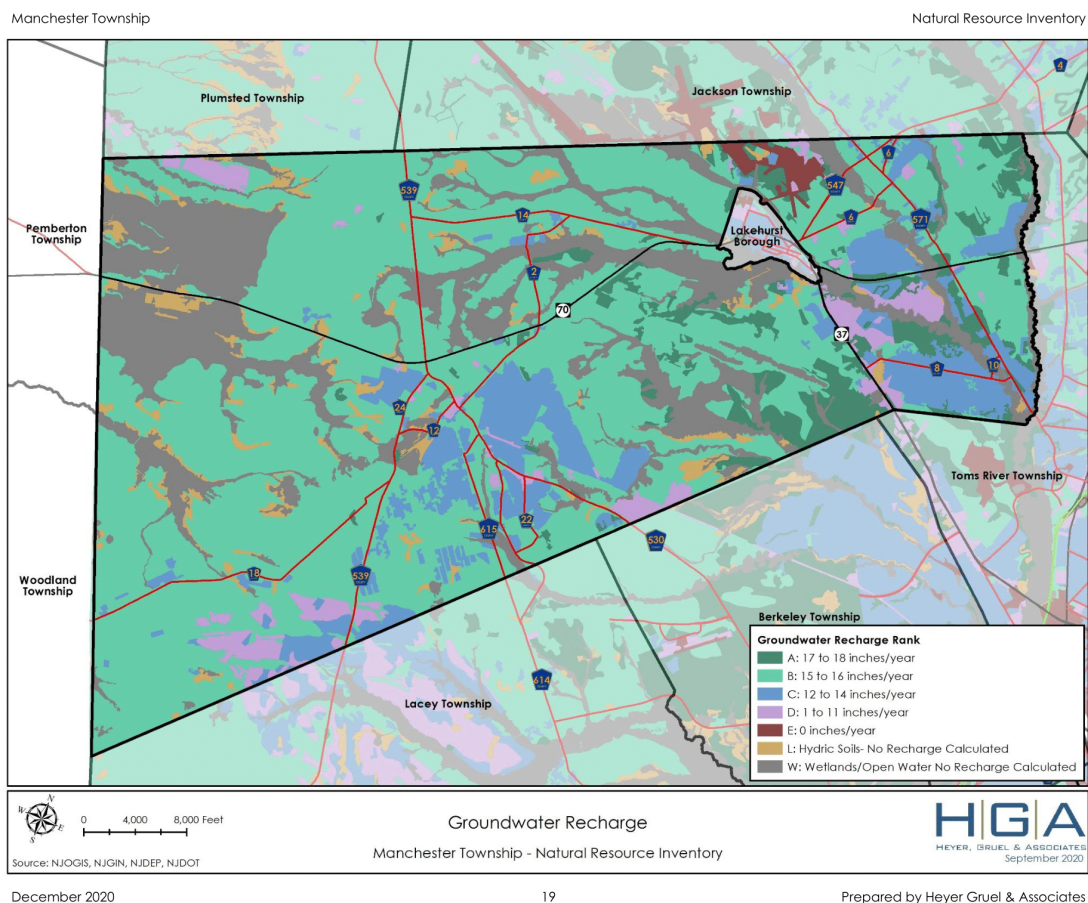 Manchester Township
Natural Resource Inventory
Plumsted Township
Jackson Township
4
6
547
539
14
6
571
Pemberton
Township
Lakehurst
Borough
2
70
37
8
10
24
12
Toms River Township
615
22
530
18
539
Woodland
Township
Berkeley Township
614
Lacey Township
Groundwater Recharge Rank
A: 17 to 18 inches/year
B: 15 to 16 inches/year
C: 12 to 14 inches/year
D: 1 to 11 inches/year
E: 0 inches/year
L: Hydric Soils- No Recharge Calculated
W: Wetlands/Open Water No Recharge Calculated
N
W
E
S
0 4,000 8,000 Feet
Source: NJOGIS, NJGIN, NJDEP, NJDOT
Groundwater Recharge
Manchester Township - Natural Resource Inventory
H|G|A
HEYER, GRUEL & ASSOCIATES
September 2020
December 2020
19
Prepared by Heyer Gruel & Associates